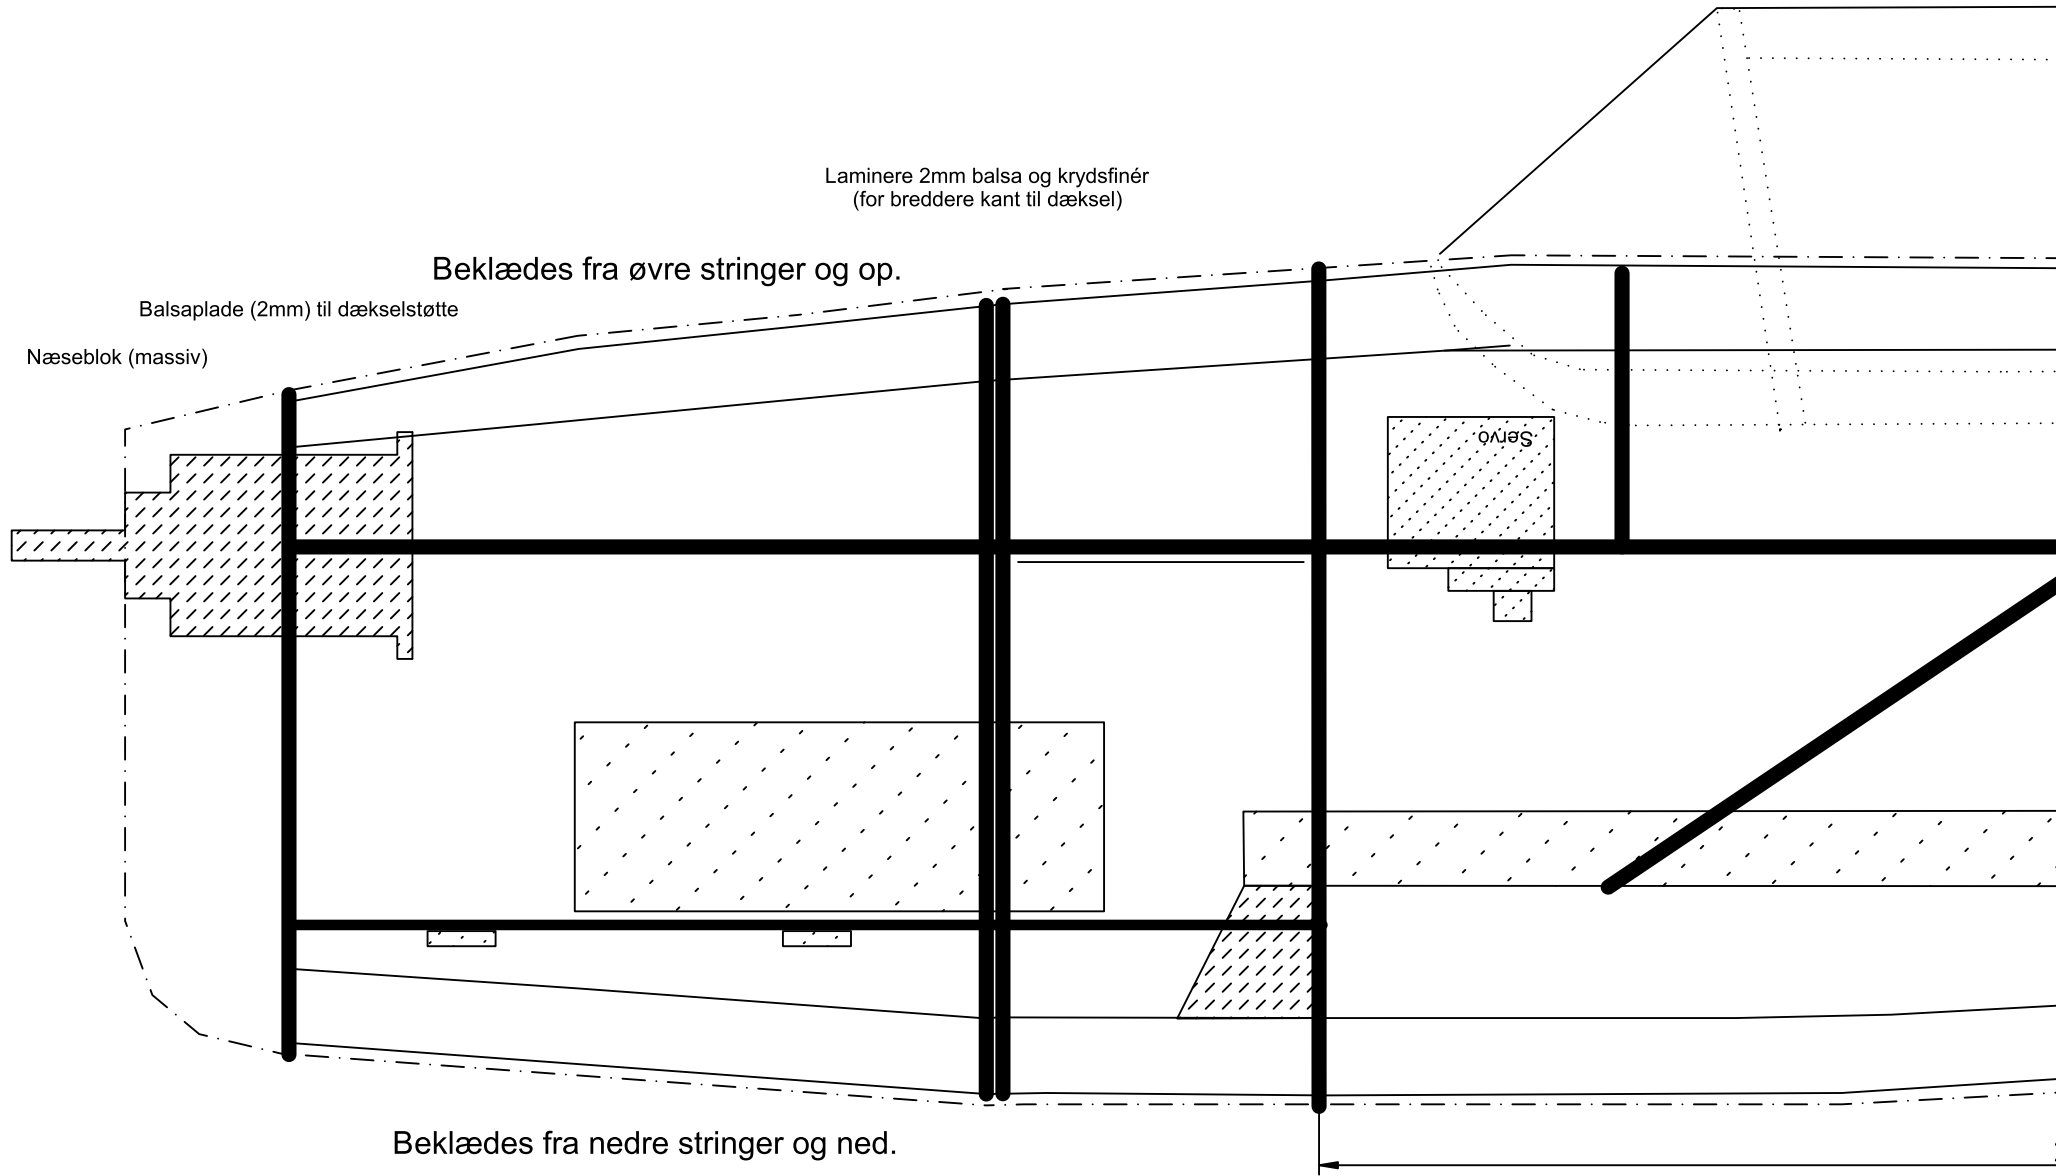 Laminere 2mm balsa og krydsfinér
(for breddere kant til dæksel)
Beklædes fra øvre stringer og op.
Balsaplade (2mm) til dækselstøtte
Næseblok (massiv)
Servo
Beklædes fra nedre stringer og ned.